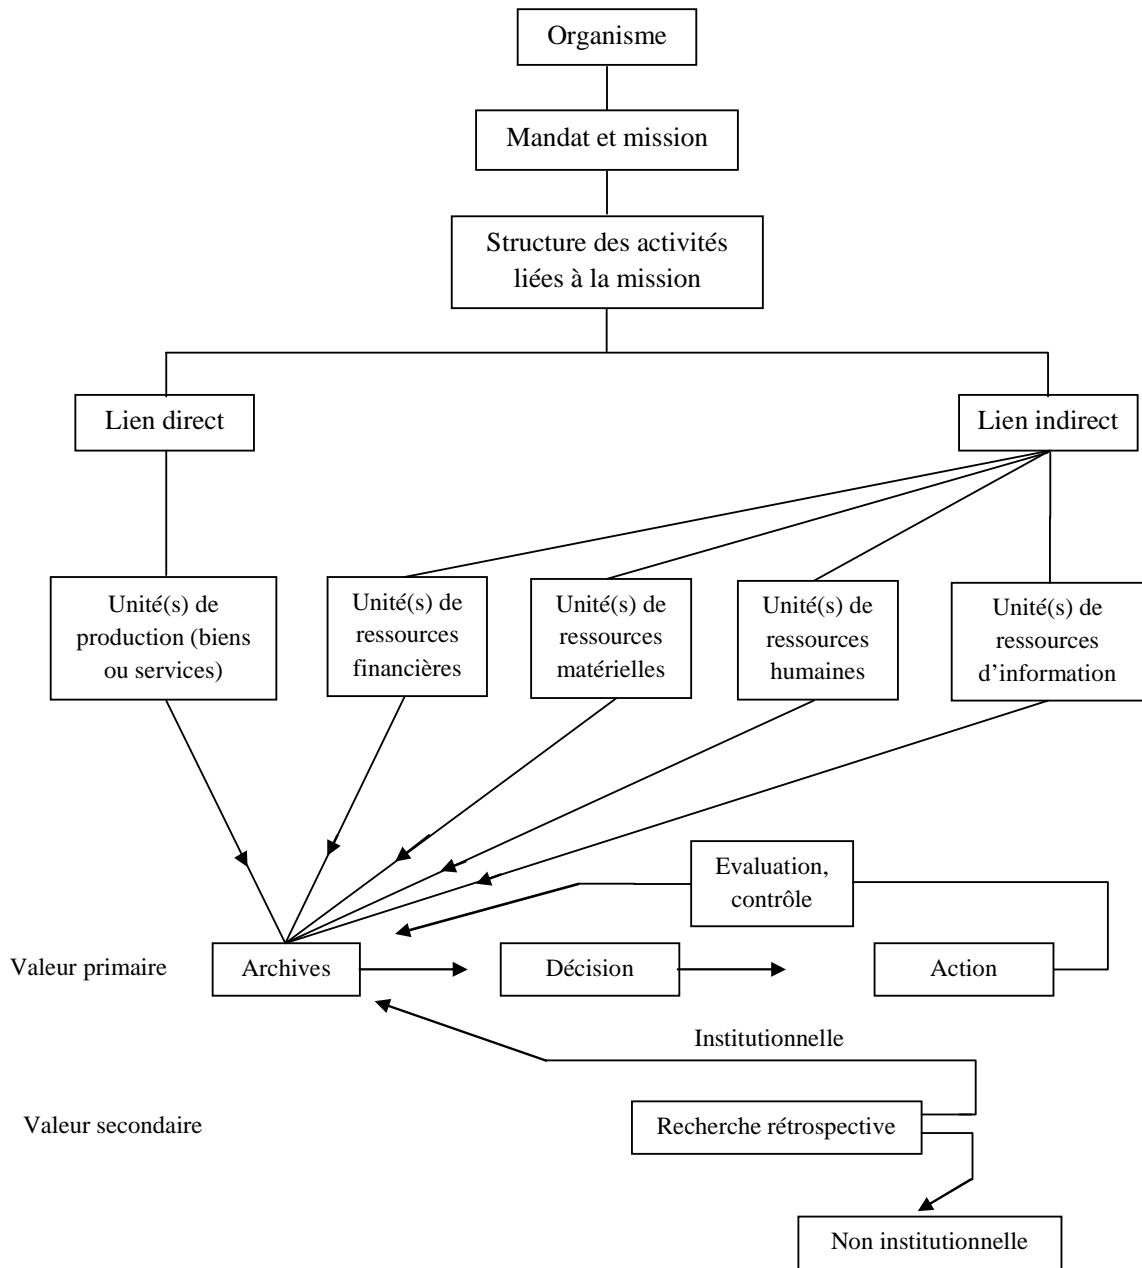 Organisme
Mandat et mission
Structure des activités
liées à la mission
Lien direct
Lien indirect
Unité(s) de
production (biens
ou services)
Unité(s) de
ressources
financières
Unité(s) de
ressources
matérielles
Unité(s) de
ressources
humaines
Unité(s) de
ressources
d’information
Evaluation,
contrôle
Valeur primaire
Archives
Décision
Action
Institutionnelle
Valeur secondaire
Recherche rétrospective
Non institutionnelle